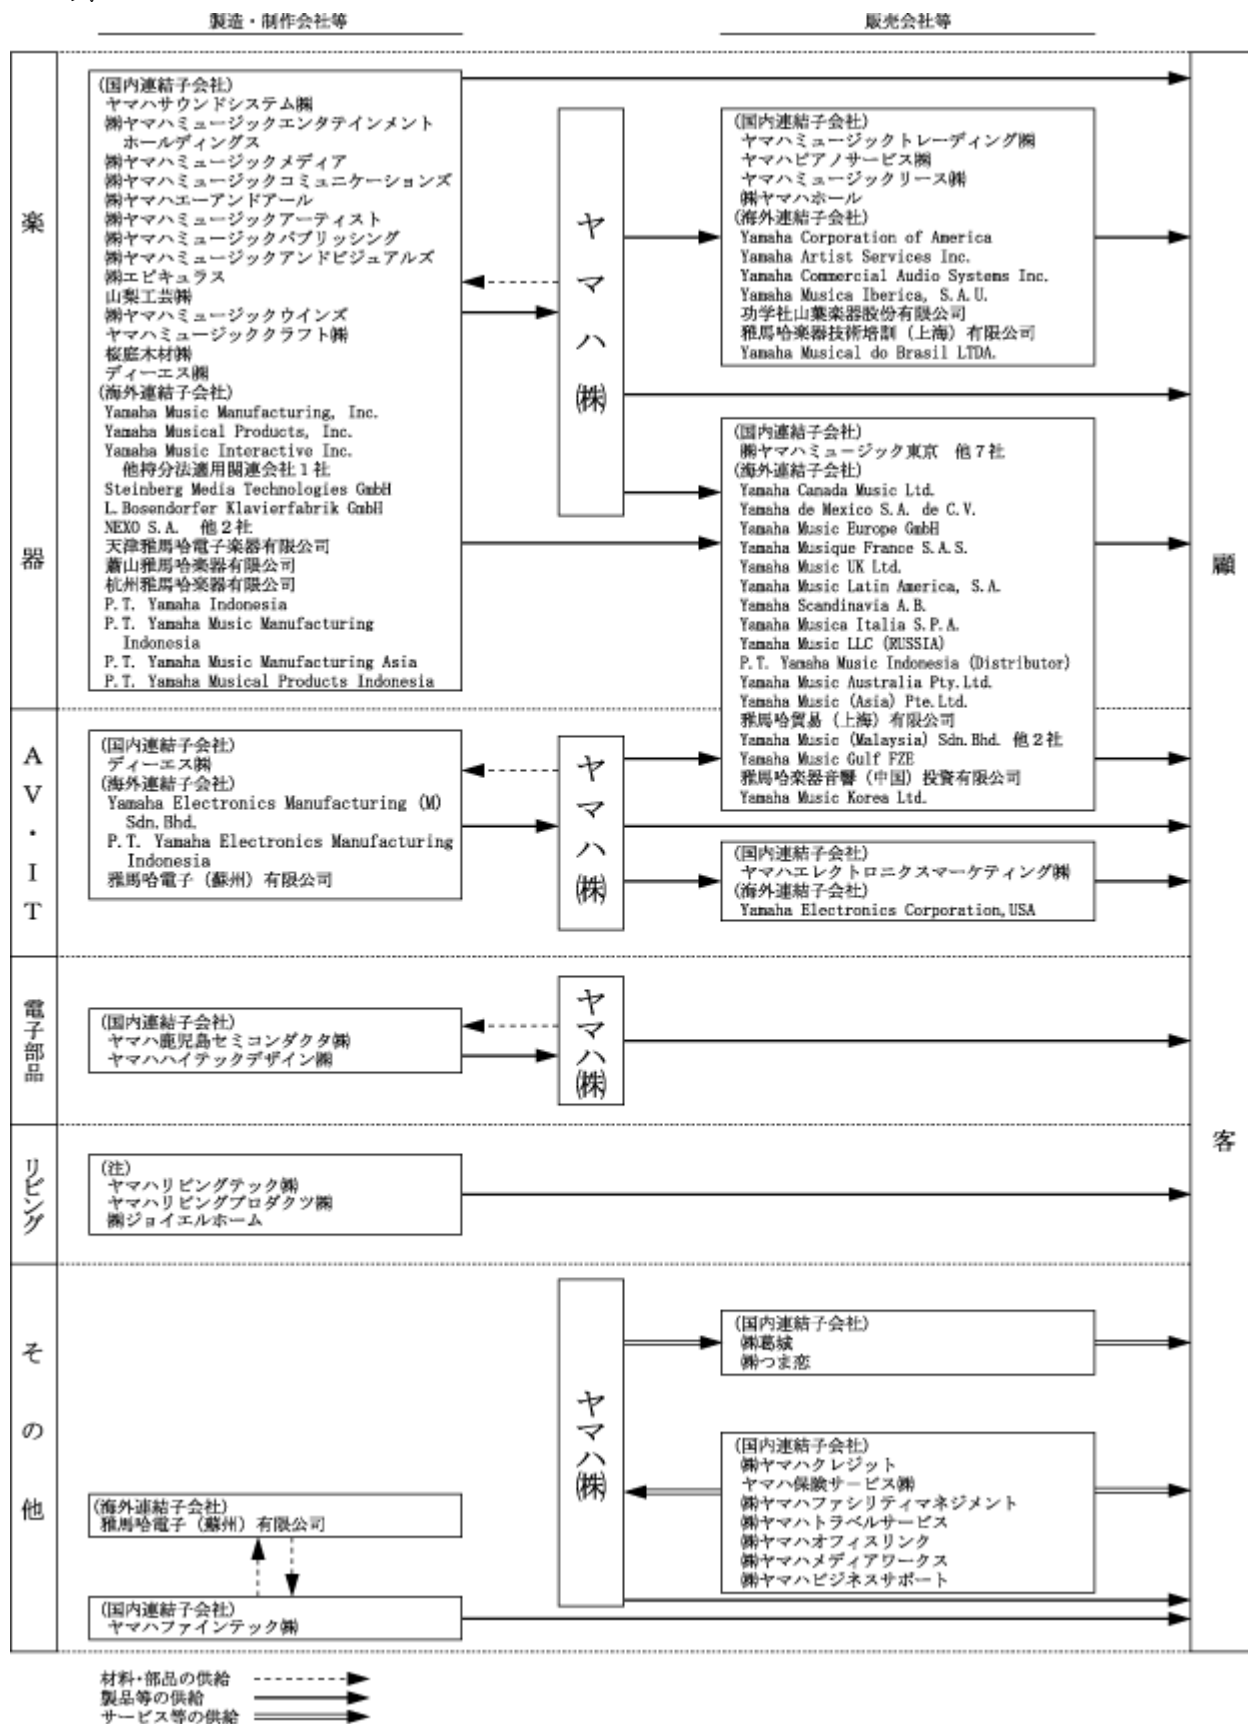 製造・制作会社等
販売会社等
楽器
(国内連結子会社)
ヤマハサウンドシステム㈱
㈱ヤマハミュージックエンタテインメント
ホールディングス
㈱ヤマハミュージックメディア
㈱ヤマハミュージックコミュニケーションズ
㈱ヤマハエーアンドアール
㈱ヤマハミュージックアーティスト
㈱ヤマハミュージックパブリッシング
㈱ヤマハミュージックアンドビジュアルズ
㈱エピキュラス
山梨工芸㈱
㈱ヤマハミュージックウインズ
ヤマハミュージッククラフト㈱
桜庭木材㈱
ディーエス㈱
(海外連結子会社)
Yamaha Music Manufacturing, Inc.
Yamaha Musical Products, Inc.
Yamaha Music Interactive Inc.
他持分法適用関連会社１社
Steinberg Media Technologies GmbH
L.Bosendorfer Klavierfabrik GmbH
NEXO S.A. 他２社
天津雅馬哈電子楽器有限公司
蕭山雅馬哈楽器有限公司
杭州雅馬哈楽器有限公司
P.T. Yamaha Indonesia
P.T. Yamaha Music Manufacturing
Indonesia
P.T. Yamaha Music Manufacturing Asia
P.T. Yamaha Musical Products Indonesia
ヤマハ㈱
(国内連結子会社)
ヤマハミュージックトレーディング㈱
ヤマハピアノサービス㈱
ヤマハミュージックリース㈱
㈱ヤマハホール
(海外連結子会社)
Yamaha Corporation of America
Yamaha Artist Services Inc.
Yamaha Commercial Audio Systems Inc.
Yamaha Musica Iberica, S.A.U.
功学社山葉楽器股份有限公司
雅馬哈楽器技術培訓（上海）有限公司
Yamaha Musical do Brasil LTDA.
(国内連結子会社)
㈱ヤマハミュージック東京 他７社
(海外連結子会社)
Yamaha Canada Music Ltd.
Yamaha de Mexico S.A. de C.V.
Yamaha Music Europe GmbH
Yamaha Musique France S.A.S.
Yamaha Music UK Ltd.
Yamaha Music Latin America, S.A.
Yamaha Scandinavia A.B.
Yamaha Musica Italia S.P.A.
Yamaha Music LLC (RUSSIA)
P.T. Yamaha Music Indonesia (Distributor)
Yamaha Music Australia Pty.Ltd.
Yamaha Music (Asia) Pte.Ltd.
雅馬哈貿易（上海）有限公司
Yamaha Music (Malaysia) Sdn.Bhd. 他２社
Yamaha Music Gulf FZE
雅馬哈楽器音響（中国）投資有限公司
Yamaha Music Korea Ltd.
顧客
AV・IT
(国内連結子会社)
ディーエス㈱
(海外連結子会社)
Yamaha Electronics Manufacturing (M)
Sdn.Bhd.
P.T. Yamaha Electronics Manufacturing
Indonesia
雅馬哈電子（蘇州）有限公司
ヤマハ㈱
(国内連結子会社)
ヤマハエレクトロニクスマーケティング㈱
(海外連結子会社)
Yamaha Electronics Corporation,USA
電子部品
(国内連結子会社)
ヤマハ鹿児島セミコンダクタ㈱
ヤマハハイテックデザイン㈱
ヤマハ㈱
リビング
(注)
ヤマハリビングテック㈱
ヤマハリビングプロダクツ㈱
㈱ジョイエルホーム
その他
ヤマハ㈱
(国内連結子会社)
㈱葛城
㈱つま恋
(国内連結子会社)
㈱ヤマハクレジット
ヤマハ保険サービス㈱
㈱ヤマハファシリティマネジメント
㈱ヤマハトラベルサービス
㈱ヤマハオフィスリンク
㈱ヤマハメディアワークス
㈱ヤマハビジネスサポート
(海外連結子会社)
雅馬哈電子（蘇州）有限公司
(国内連結子会社)
ヤマハファインテック㈱
材料・部品の供給
製品等の供給
サービス等の供給